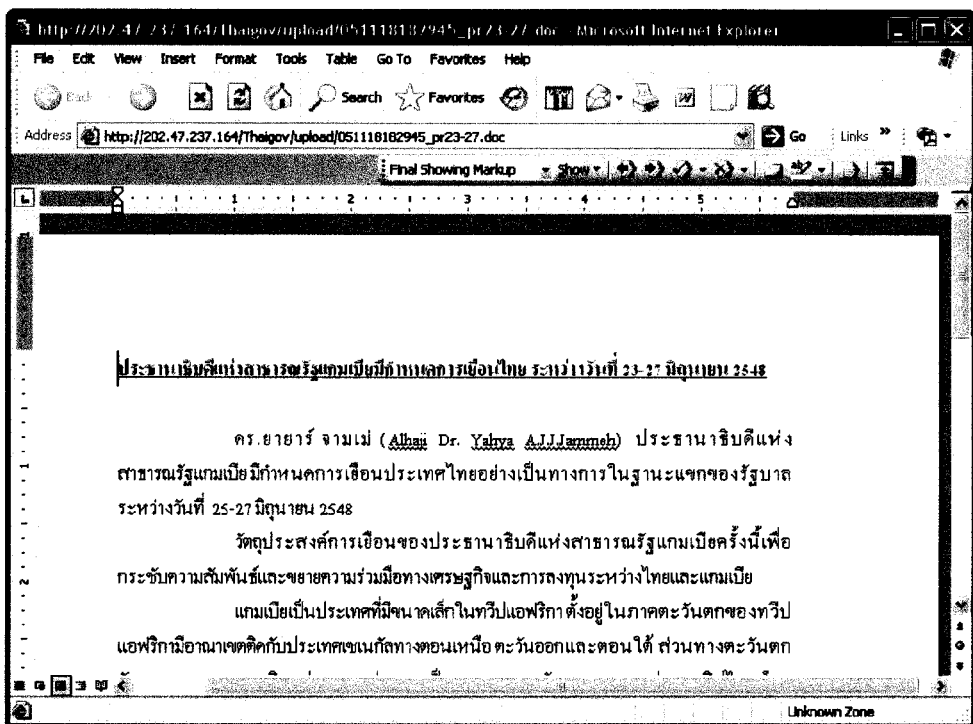 http://202.47.237.164/Thaigov/upload/051118182945_pr23-27.doc - Microsoft Internet Explorer
File Edit View Insert Format Tools Table Go To Favorites Help
Back Search Favorites
Address http://202.47.237.164/Thaigov/upload/051118182945_pr23-27.doc Go Links »
Final Showing Markup Show
1 2 3 4 5
ประธานาธิบดีแห่งสาธารณรัฐแกมเบียมีกำหนดการเยือนไทย ระหว่างวันที่ 23-27 มิถุนายน 2548
ดร.ยายาร์ จามเม่ (Alhaji Dr. Yahya A.J.J.Jammeh) ประธานาธิบดีแห่ง
สาธารณรัฐแกมเบียมีกำหนดการเยือนประเทศไทยอย่างเป็นทางการในฐานะแขกของรัฐบาล
ระหว่างวันที่ 25-27 มิถุนายน 2548
วัตถุประสงค์การเยือนของประธานาธิบดีแห่งสาธารณรัฐแกมเบียครั้งนี้เพื่อ
กระชับความสัมพันธ์และขยายความร่วมมือทางเศรษฐกิจและการลงทุนระหว่างไทยและแกมเบีย
แกมเบียเป็นประเทศที่มีขนาดเล็กในทวีปแอฟริกา ตั้งอยู่ในภาคตะวันตกของทวีป
แอฟริกามีอาณาเขตติดกับประเทศเซเนกัลทางตอนเหนือ ตะวันออกและตอนใต้ ส่วนทางตะวันตก
Unknown Zone